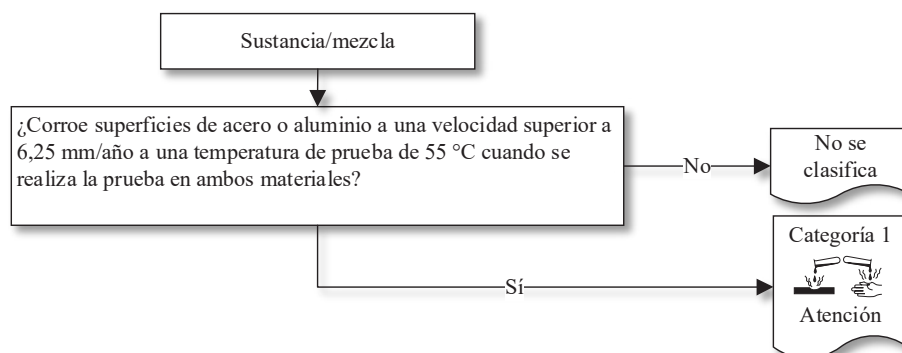 Sustancia/mezcla
¿Corroe superficies de acero o aluminio a una velocidad superior a
6,25 mm/año a una temperatura de prueba de 55 °C cuando se
realiza la prueba en ambos materiales?
No
No se
clasifica
Sí
Categoría 1
Atención